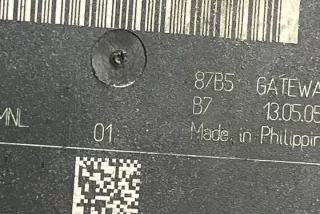 87B5 GATEWA
B7 13.05.05
MNL 01 Made in Philippin